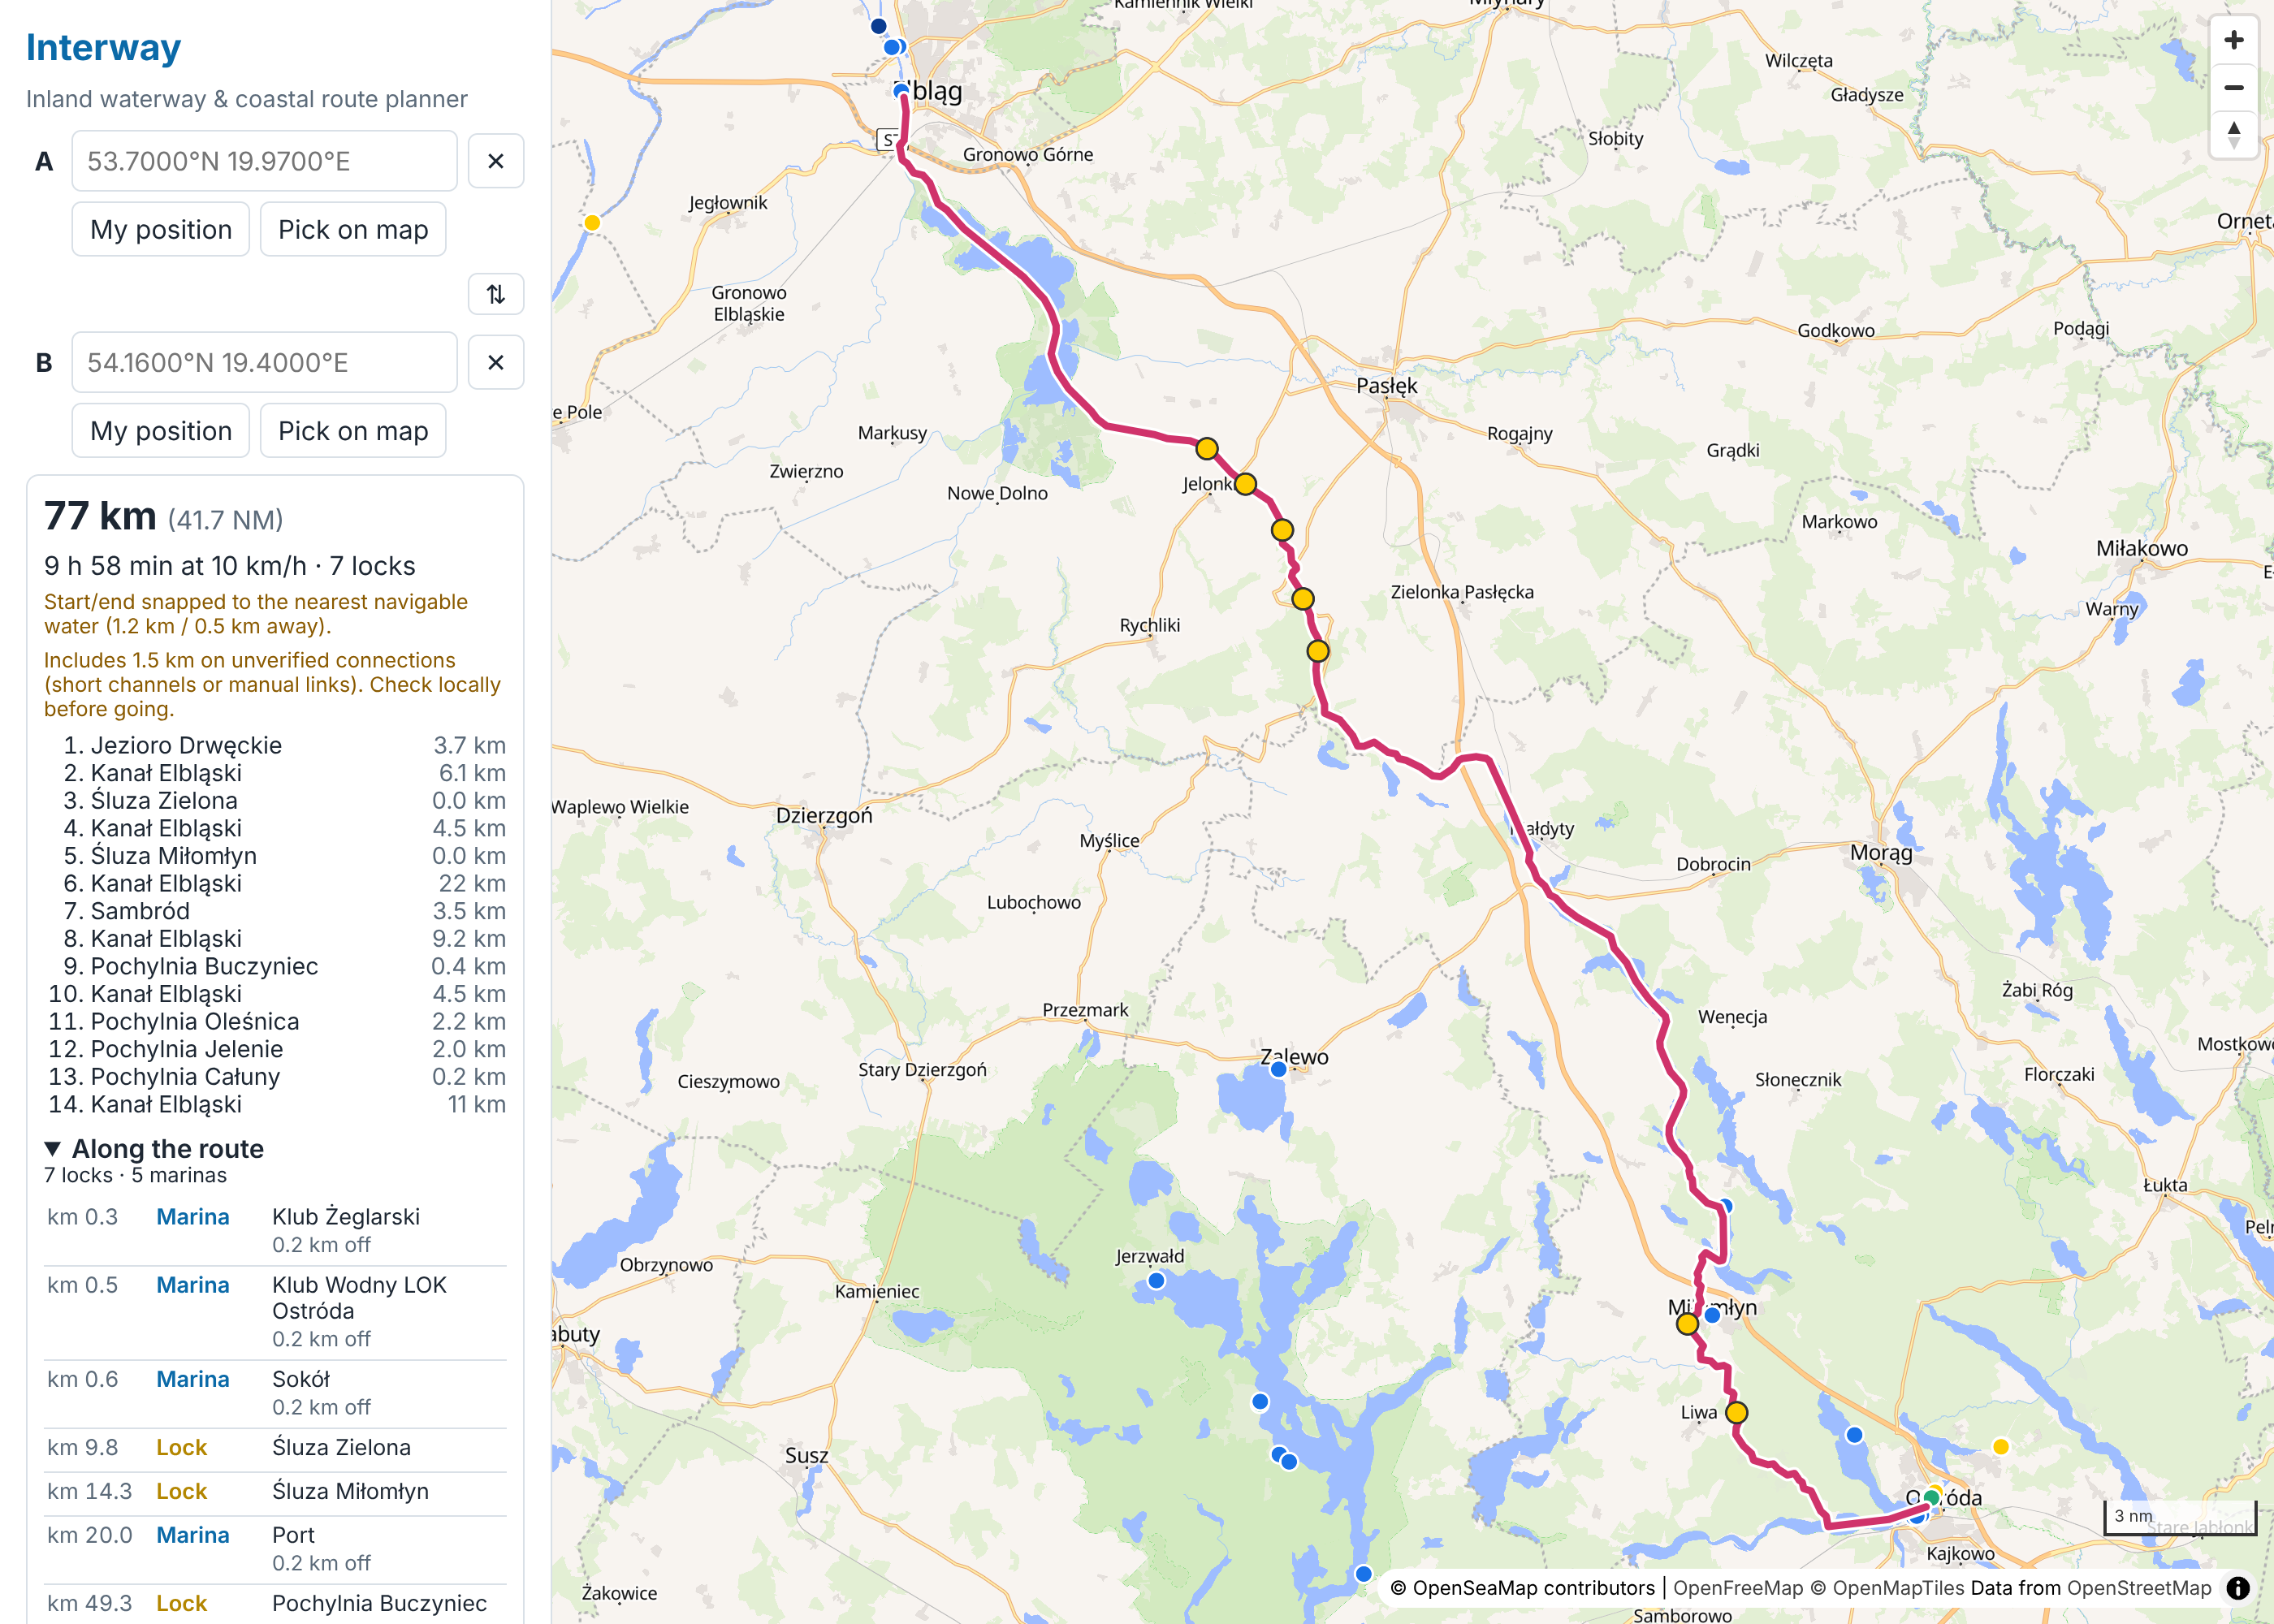 Interway
Inland waterway & coastal route planner
A
53.7000°N 19.9700°E
×
My position
Pick on map
⇅
B
54.1600°N 19.4000°E
×
My position
Pick on map
77 km (41.7 NM)
9 h 58 min at 10 km/h · 7 locks
Start/end snapped to the nearest navigable
water (1.2 km / 0.5 km away).
Includes 1.5 km on unverified connections
(short channels or manual links). Check locally
before going.
1. Jezioro Drwęckie 3.7 km
2. Kanał Elbląski 6.1 km
3. Śluza Zielona 0.0 km
4. Kanał Elbląski 4.5 km
5. Śluza Miłomłyn 0.0 km
6. Kanał Elbląski 22 km
7. Sambród 3.5 km
8. Kanał Elbląski 9.2 km
9. Pochylnia Buczyniec 0.4 km
10. Kanał Elbląski 4.5 km
11. Pochylnia Oleśnica 2.2 km
12. Pochylnia Jelenie 2.0 km
13. Pochylnia Całuny 0.2 km
14. Kanał Elbląski 11 km
▼ Along the route
7 locks · 5 marinas
km 0.3 Marina Klub Żeglarski
0.2 km off
km 0.5 Marina Klub Wodny LOK
Ostróda
0.2 km off
km 0.6 Marina Sokół
0.2 km off
km 9.8 Lock Śluza Zielona
km 14.3 Lock Śluza Miłomłyn
km 20.0 Marina Port
0.2 km off
km 49.3 Lock Pochylnia Buczyniec
Kamiennik Wielki
Młynary
Wilczęta
Gładysze
Słobity
Gronowo Górne
Jegłownik
Gronowo
Elbląskie
Godkowo
Podągi
Pasłęk
e Pole
Markusy
Rogajny
Grądki
Zwierzno
Nowe Dolno
Markowo
Miłakowo
Zielonka Pasłęcka
Warny
Rychliki
Waplewo Wielkie
Dzierzgoń
Myślice
Dobrocin
Morąg
Lubochowo
Żabi Róg
Przezmark
Wenecja
Mostkowo
Zalewo
Stary Dzierzgoń
Cieszymowo
Słonecznik
Florczaki
Łukta
Jerzwałd
Obrzynowo
Kamieniec
abuty
Liwa
Susz
Kajkowo
Stare Jabłonk
3 nm
Żakowice
Samborowo
© OpenSeaMap contributors | OpenFreeMap © OpenMapTiles Data from OpenStreetMap